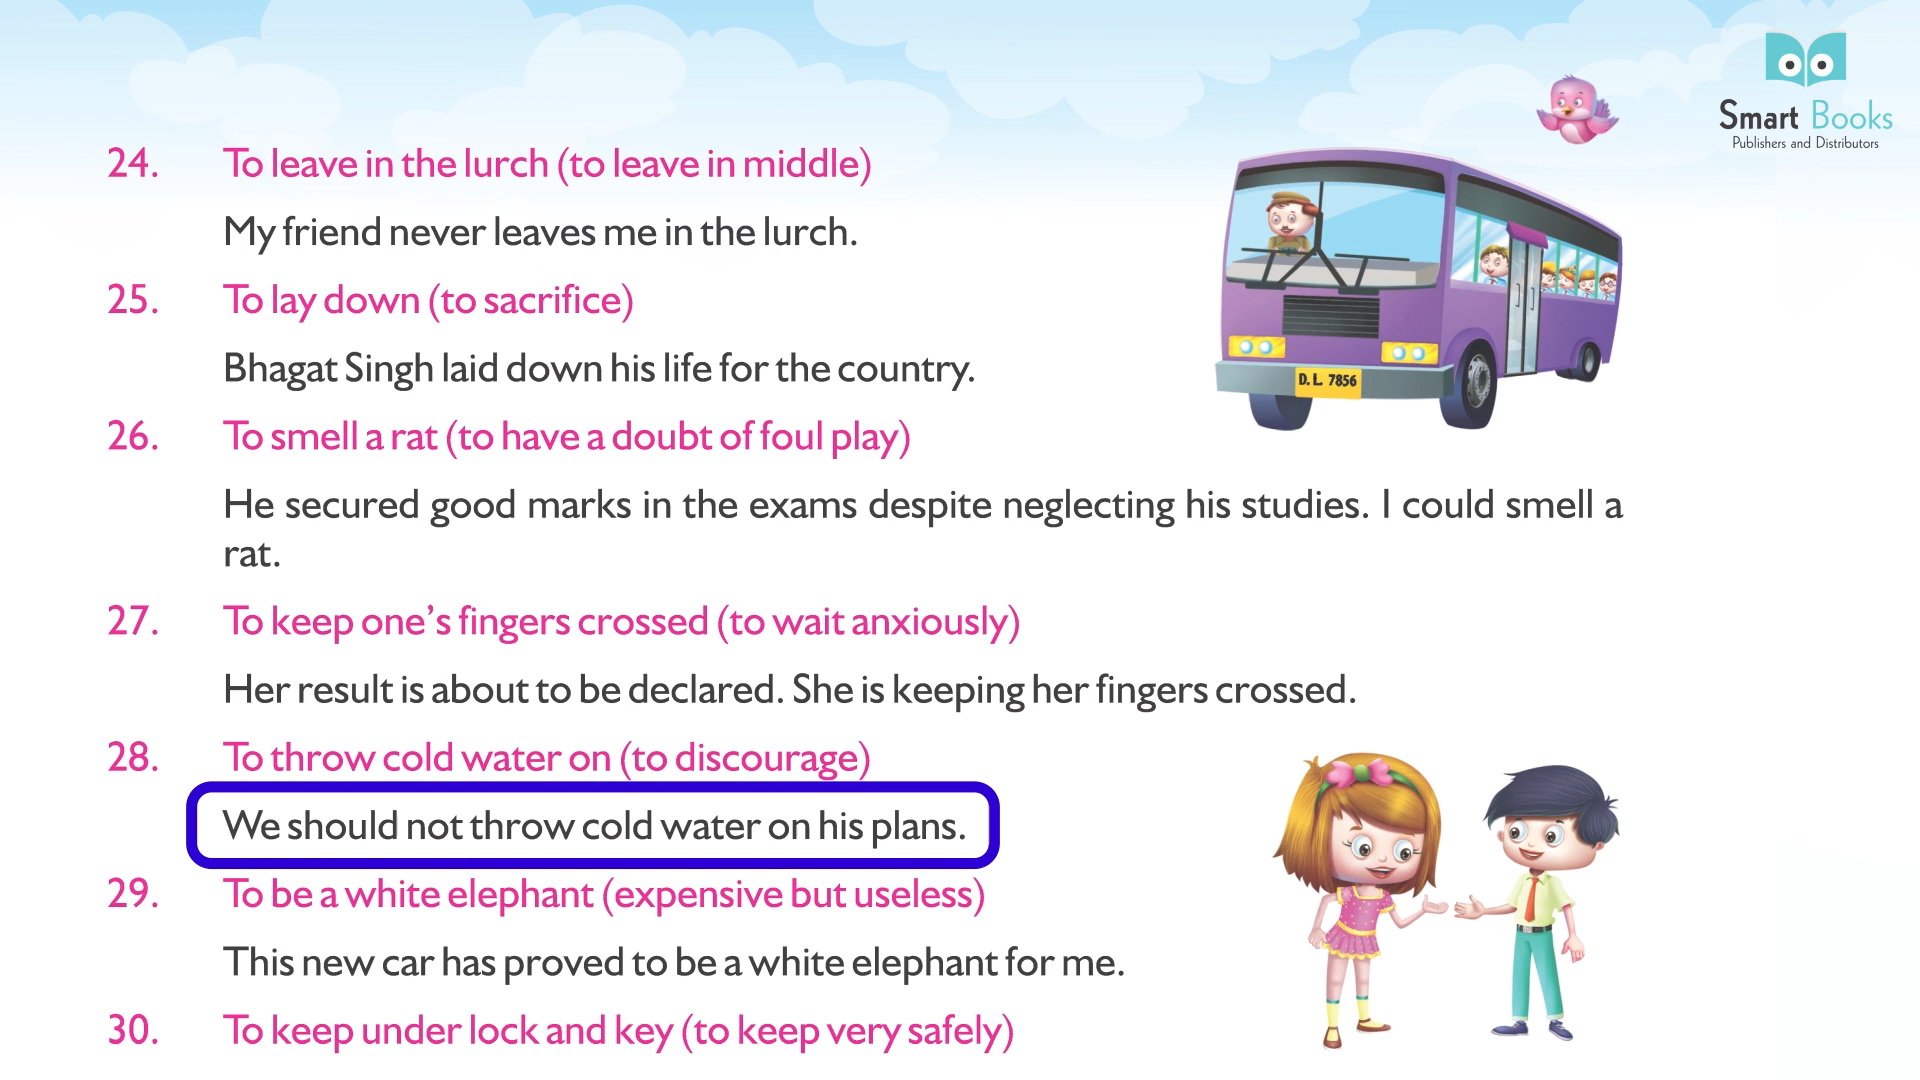 Smart Books
Publishers and Distributors
24. To leave in the lurch (to leave in middle)
My friend never leaves me in the lurch.
25. To lay down (to sacrifice)
Bhagat Singh laid down his life for the country.
D. L. 7856
26. To smell a rat (to have a doubt of foul play)
He secured good marks in the exams despite neglecting his studies. I could smell a
rat.
27. To keep one’s fingers crossed (to wait anxiously)
Her result is about to be declared. She is keeping her fingers crossed.
28. To throw cold water on (to discourage)
We should not throw cold water on his plans.
29. To be a white elephant (expensive but useless)
This new car has proved to be a white elephant for me.
30. To keep under lock and key (to keep very safely)